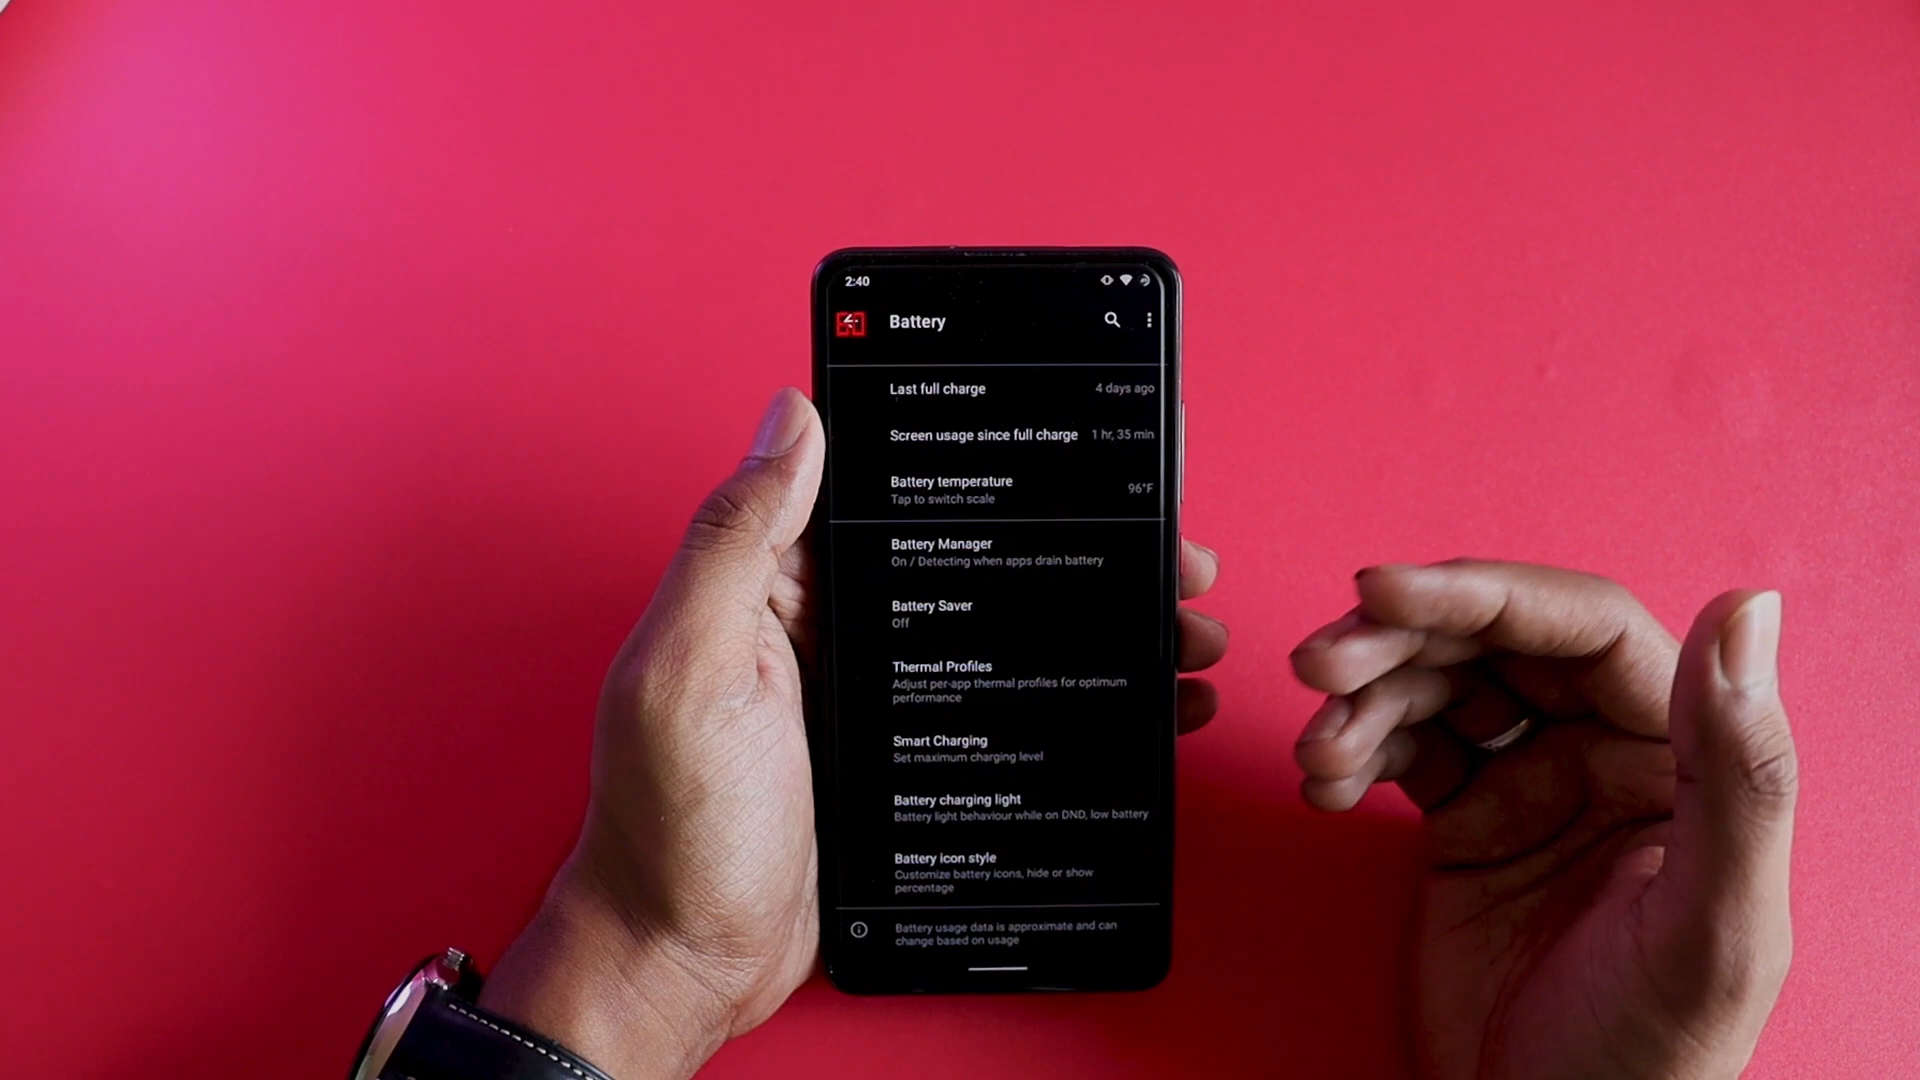 2:40
Battery
Last full charge 4 days ago
Screen usage since full charge 1 hr, 35 min
Battery temperature
Tap to switch scale 96°F
Battery Manager
On / Detecting when apps drain battery
Battery Saver
Off
Thermal Profiles
Adjust per-app thermal profiles for optimum
performance
Smart Charging
Set maximum charging level
Battery charging light
Battery light behaviour while on DND, low battery
Battery icon style
Customize battery icons, hide or show
percentage
Battery usage data is approximate and can
change based on usage